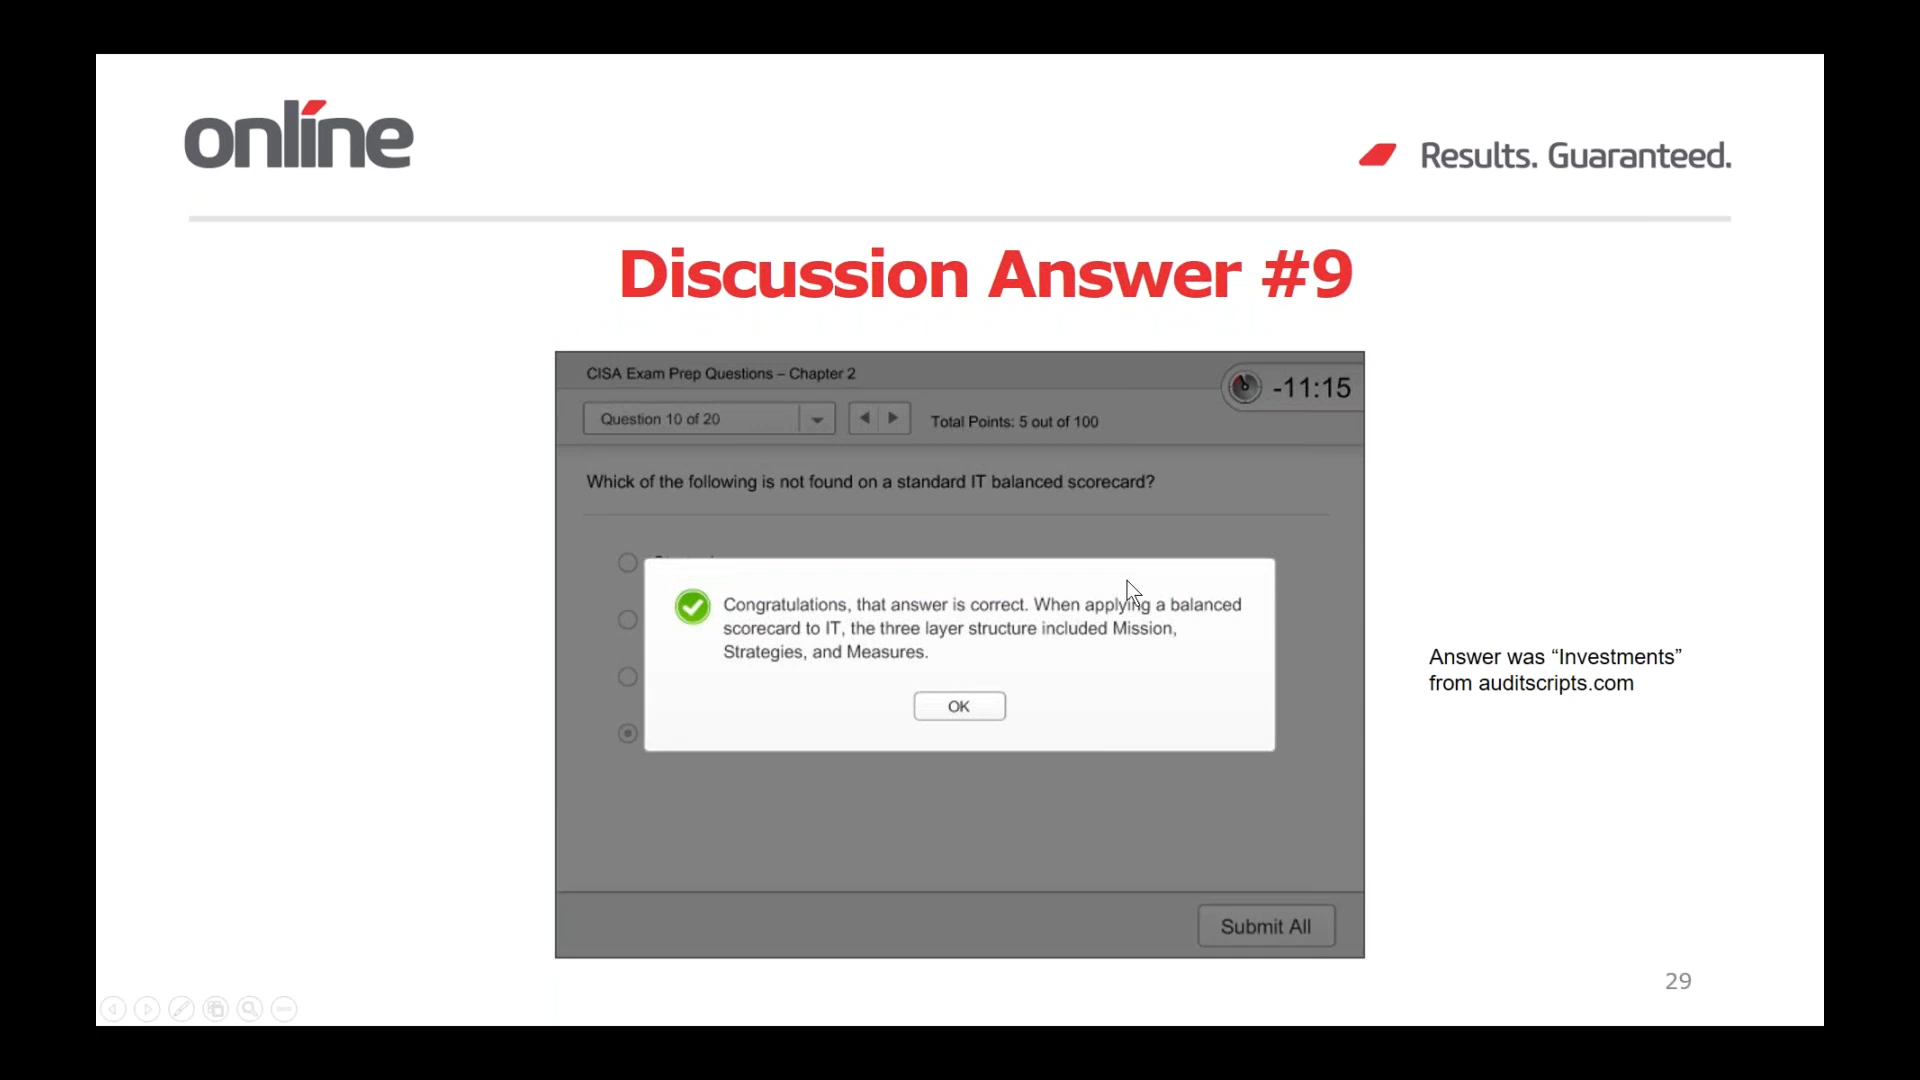 online
Results. Guaranteed.
Discussion Answer #9
CISA Exam Prep Questions – Chapter 2
-11:15
Question 10 of 20
Total Points: 5 out of 100
Which of the following is not found on a standard IT balanced scorecard?
Congratulations, that answer is correct. When applying a balanced
scorecard to IT, the three layer structure included Mission,
Strategies, and Measures.
OK
Answer was “Investments”
from auditscripts.com
Submit All
29